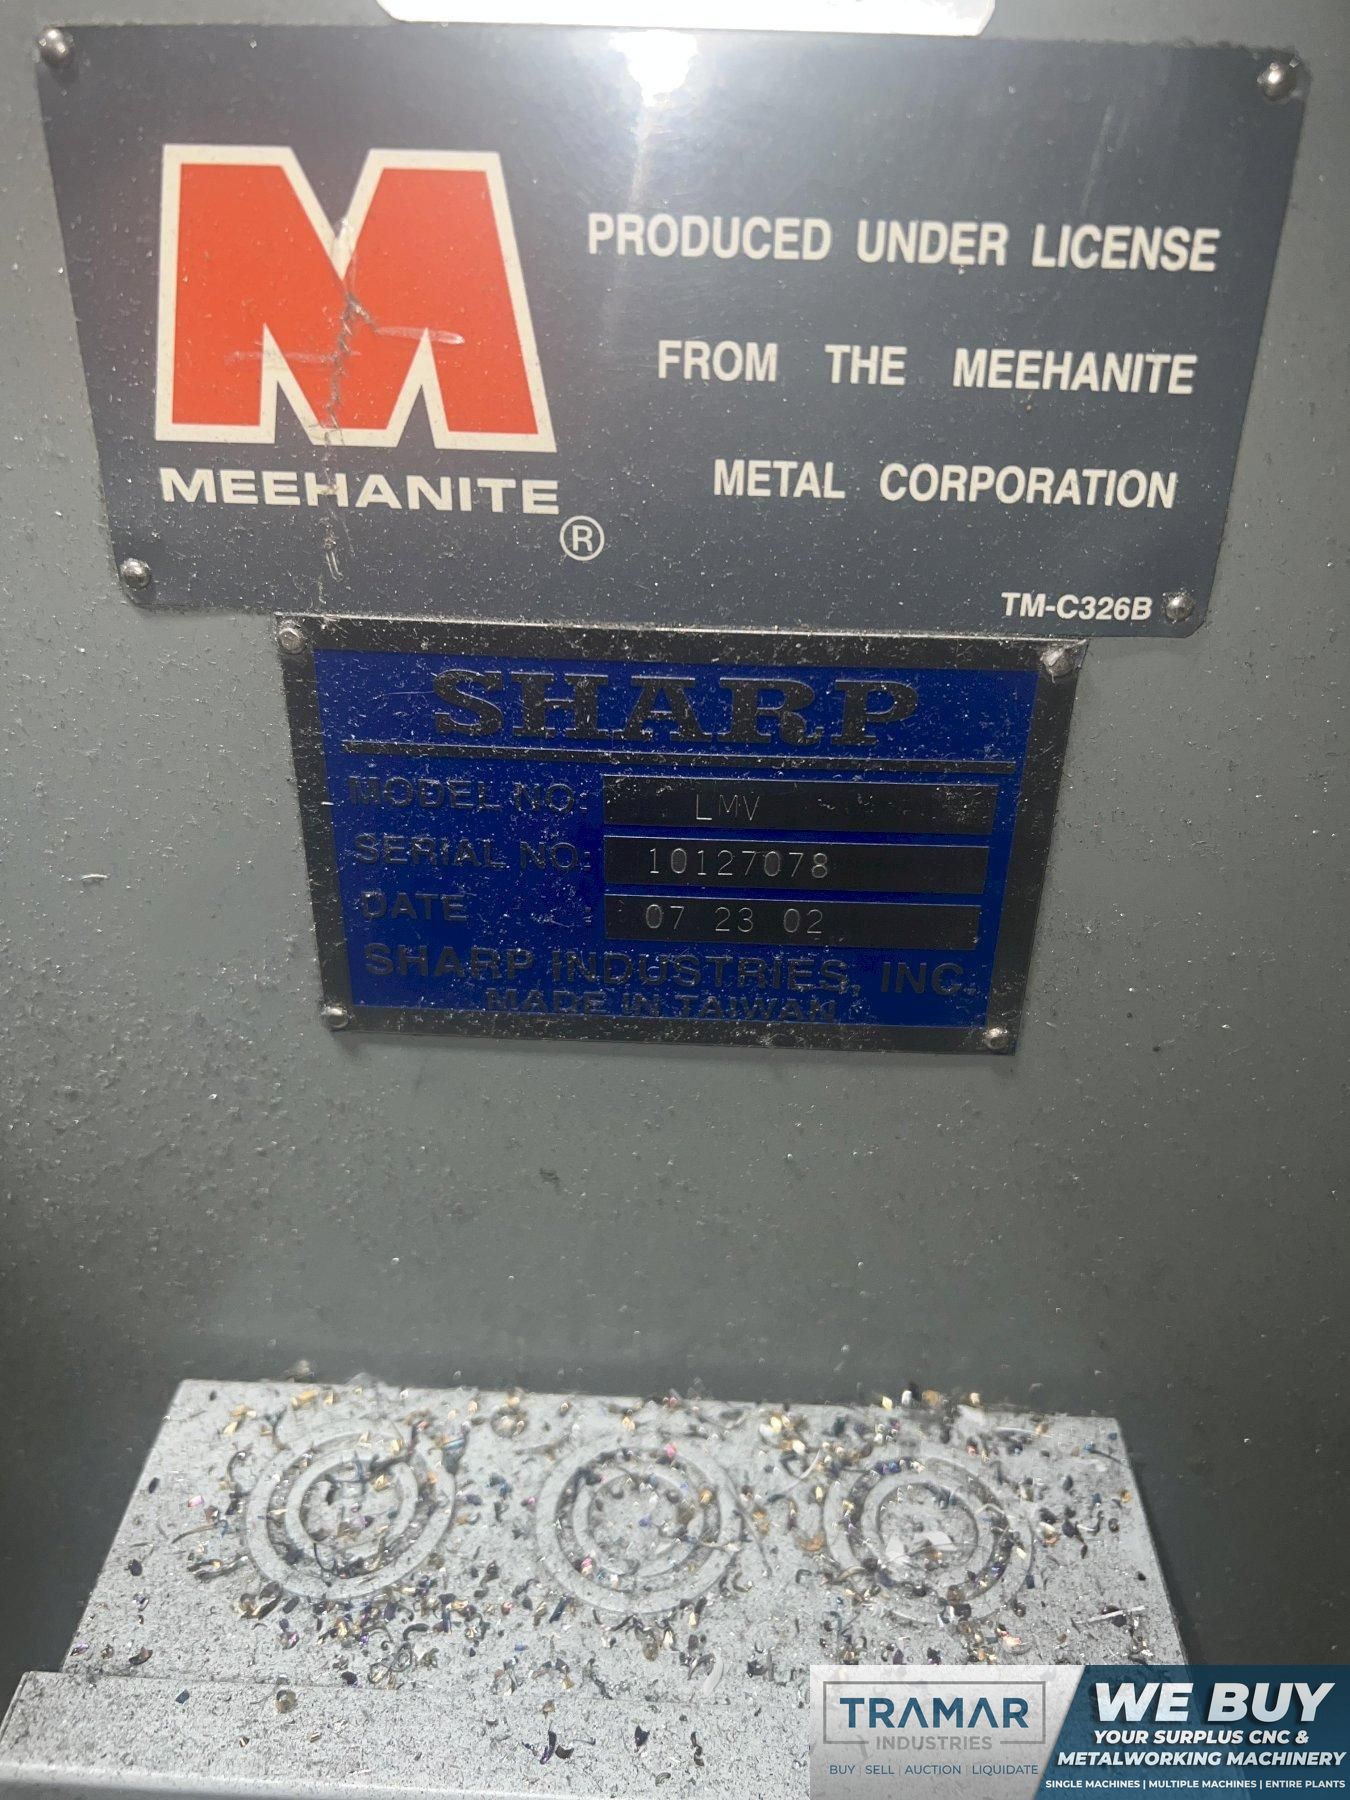 PRODUCED UNDER LICENSE
FROM THE MEEHANITE
METAL CORPORATION
MEEHANITE
®
TM-C326B
SHARP
MODEL NO: LMV
SERIAL NO: 10127078
DATE : 07 23 02
SHARP INDUSTRIES, INC.
MADE IN TAIWAN
TRAMAR
INDUSTRIES
BUY | SELL | AUCTION | LIQUIDATE
WE BUY
YOUR SURPLUS CNC &
METALWORKING MACHINERY
SINGLE MACHINES | MULTIPLE MACHINES | ENTIRE PLANTS